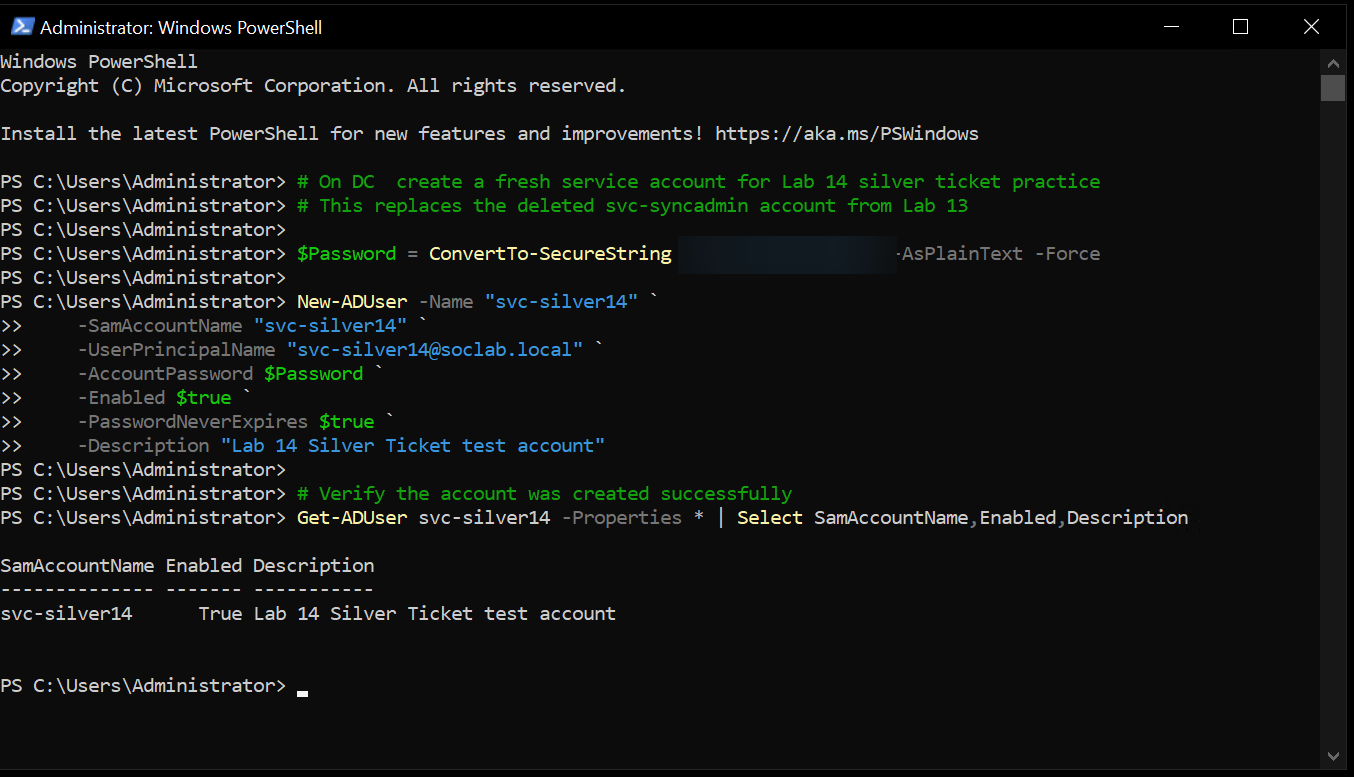 Administrator: Windows PowerShell
Windows PowerShell
Copyright (C) Microsoft Corporation. All rights reserved.
Install the latest PowerShell for new features and improvements! https://aka.ms/PSWindows
PS C:\Users\Administrator> # On DC  create a fresh service account for Lab 14 silver ticket practice
PS C:\Users\Administrator> # This replaces the deleted svc-syncadmin account from Lab 13
PS C:\Users\Administrator>
PS C:\Users\Administrator> $Password = ConvertTo-SecureString -AsPlainText -Force
PS C:\Users\Administrator>
PS C:\Users\Administrator> New-ADUser -Name "svc-silver14" `
>>     -SamAccountName "svc-silver14" `
>>     -UserPrincipalName "svc-silver14@soclab.local" `
>>     -AccountPassword $Password `
>>     -Enabled $true `
>>     -PasswordNeverExpires $true `
>>     -Description "Lab 14 Silver Ticket test account"
PS C:\Users\Administrator>
PS C:\Users\Administrator> # Verify the account was created successfully
PS C:\Users\Administrator> Get-ADUser svc-silver14 -Properties * | Select SamAccountName,Enabled,Description
SamAccountName Enabled Description
-------------- ------- -----------
svc-silver14      True Lab 14 Silver Ticket test account
PS C:\Users\Administrator>